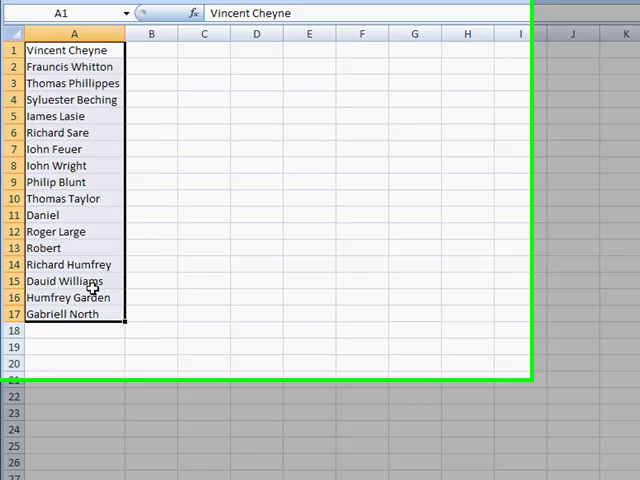 A1 fx Vincent Cheyne
A B C D E F G H I J K
1 Vincent Cheyne
2 Frauncis Whitton
3 Thomas Phillippes
4 Syluester Beching
5 Iames Lasie
6 Richard Sare
7 Iohn Feuer
8 Iohn Wright
9 Philip Blunt
10 Thomas Taylor
11 Daniel
12 Roger Large
13 Robert
14 Richard Humfrey
15 Dauid Williams
16 Humfrey Garden
17 Gabriell North
18
19
20
21
22
23
24
25
26
27